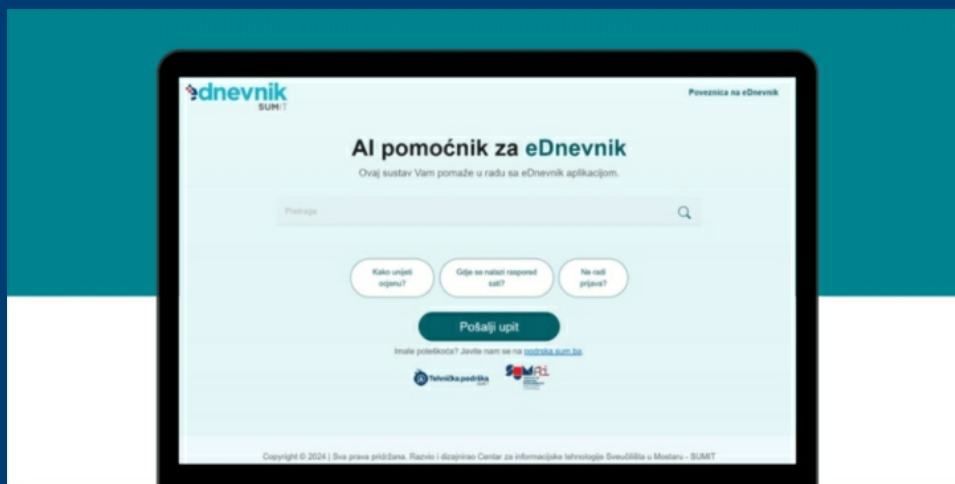 ednevnik
SUMIT
Poveznica na eDnevnik
AI pomoćnik za eDnevnik
Ovaj sustav Vam pomaže u radu sa eDnevnik aplikacijom.
Pretraga
Kako unijeti
ocjenu?
Gdje se nalazi raspored
sati?
Ne radi
prijava?
Pošalji upit
Imate poteškoća? Javite nam se na podrska.sum.ba
Tehnička podrška
SUMAI
Copyright © 2024 | Sva prava pridržana. Razvio i dizajnirao Centar za informacijske tehnologije Sveučilišta u Mostaru - SUMIT